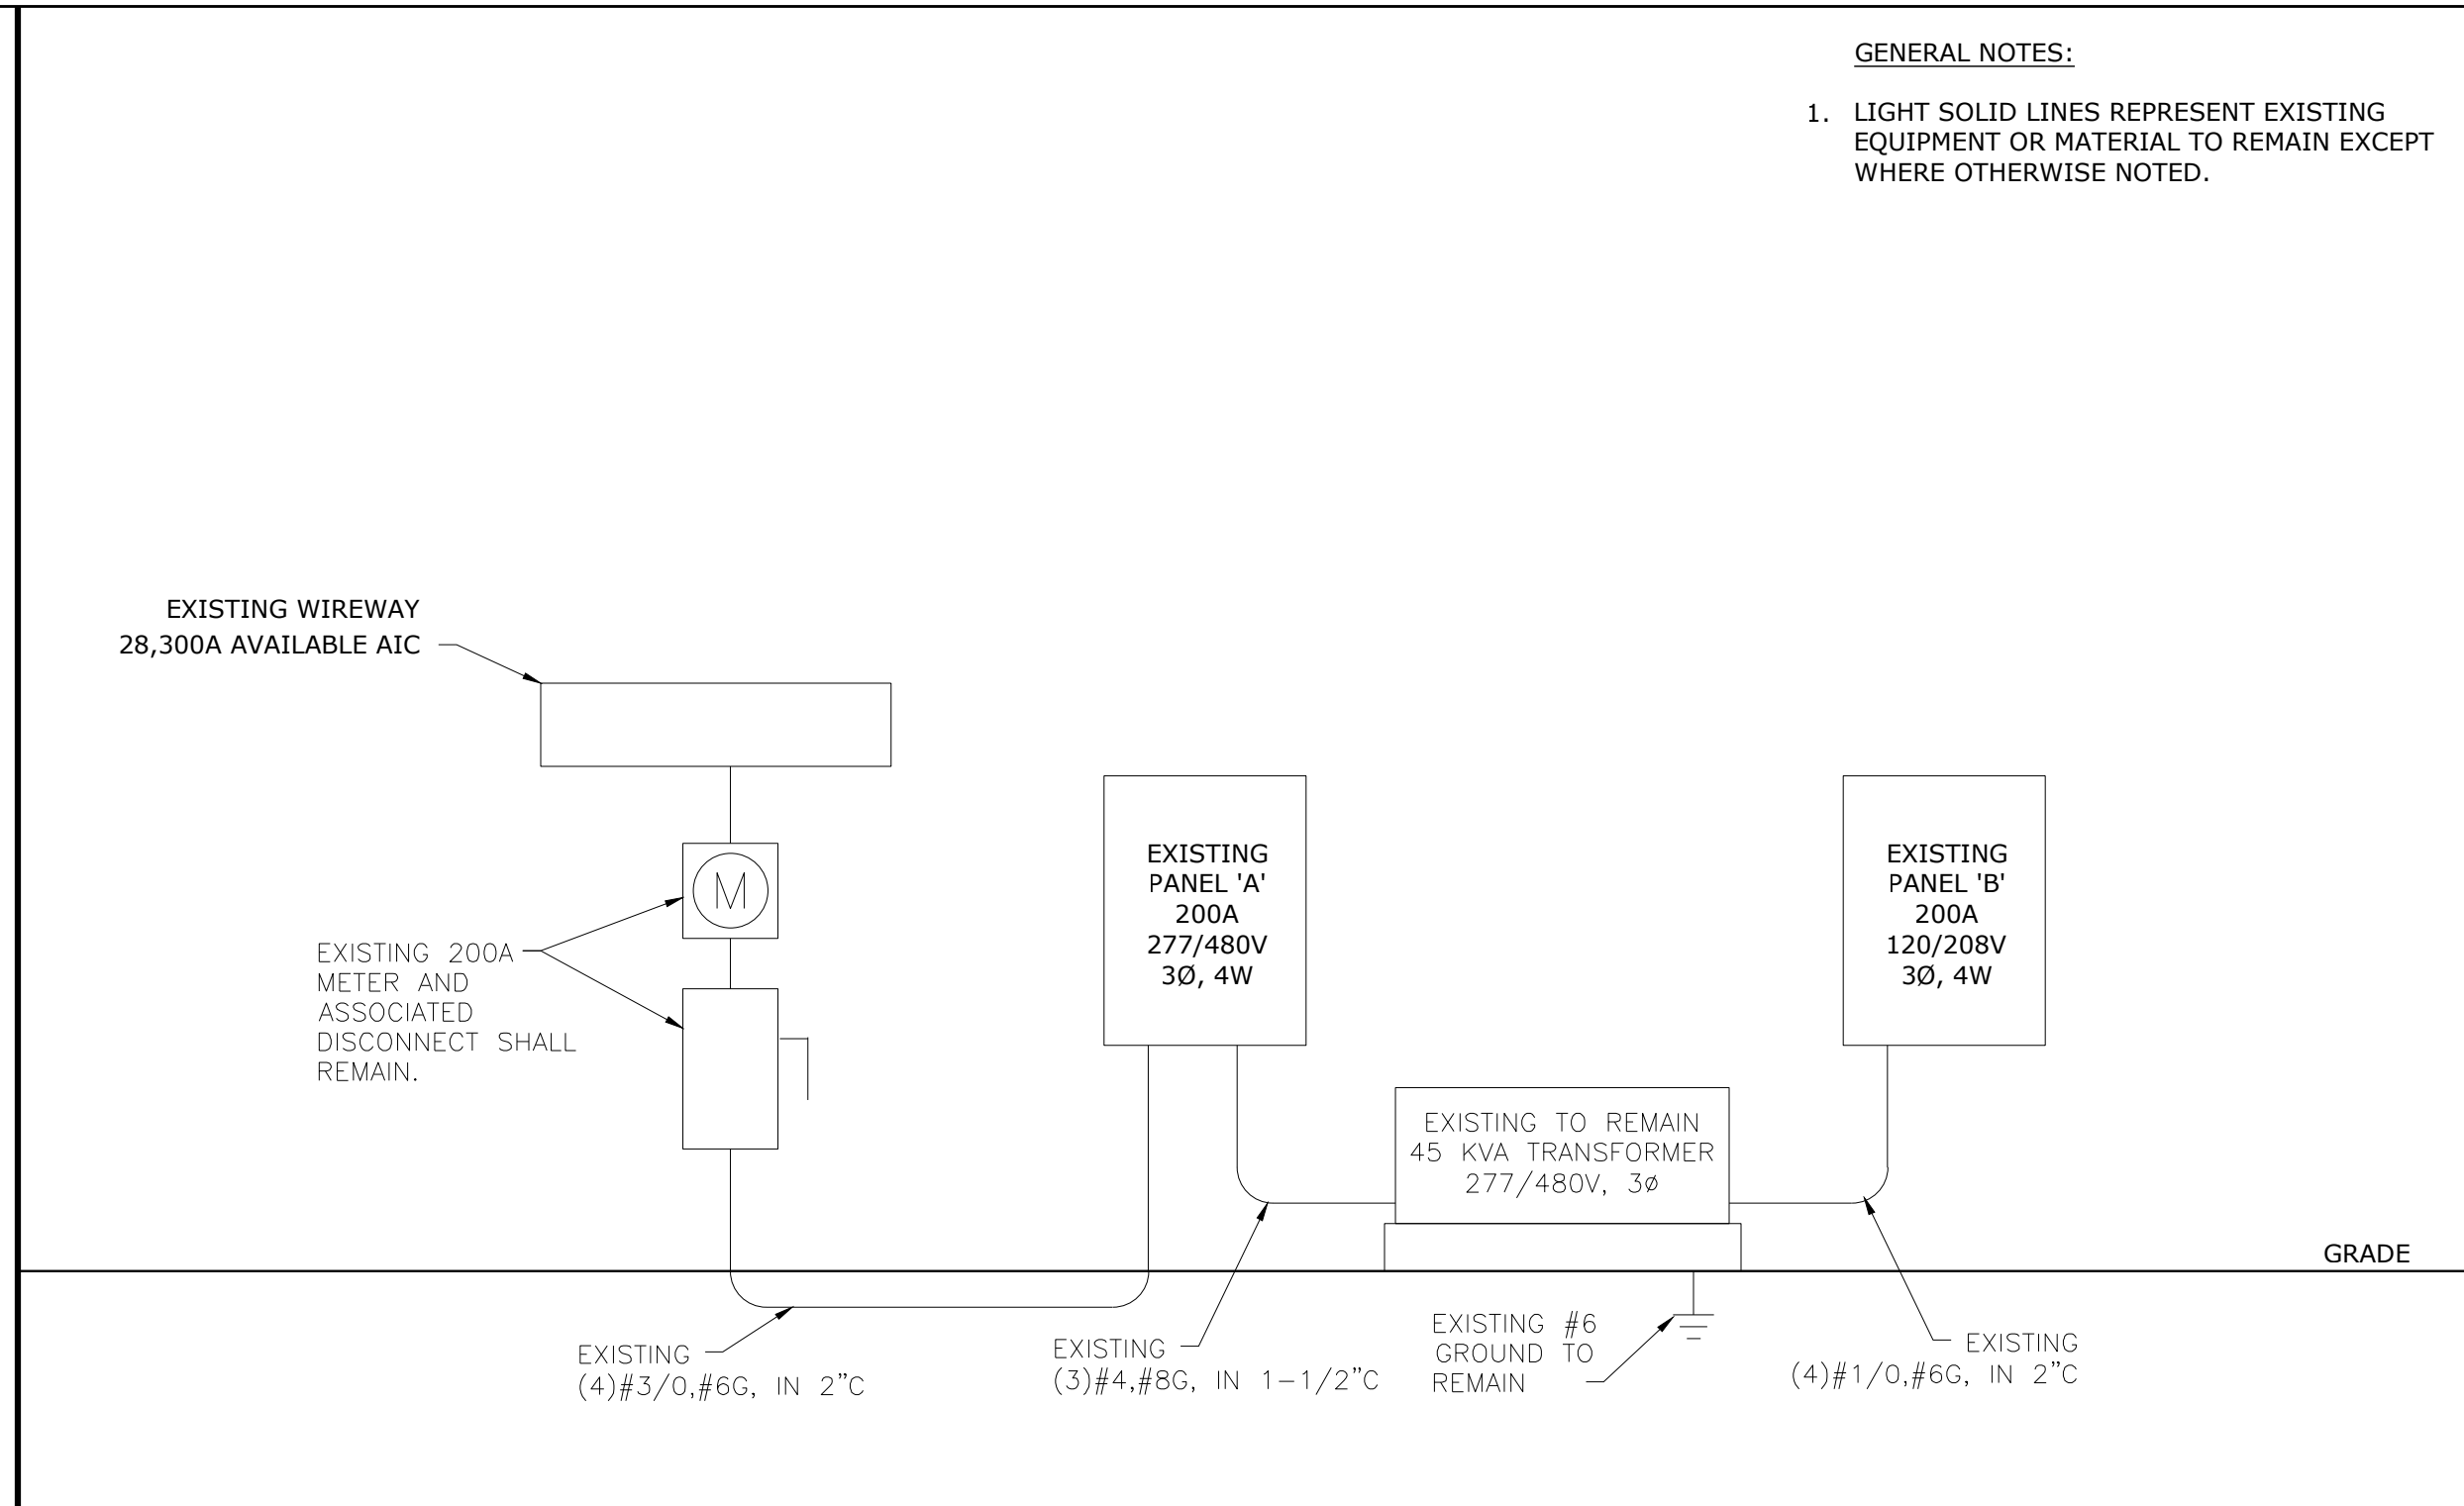 GENERAL NOTES:
1. LIGHT SOLID LINES REPRESENT EXISTING
EQUIPMENT OR MATERIAL TO REMAIN EXCEPT
WHERE OTHERWISE NOTED.
EXISTING WIREWAY
28,300A AVAILABLE AIC
M
EXISTING 200A
METER AND
ASSOCIATED
DISCONNECT SHALL
REMAIN.
EXISTING
PANEL 'A'
200A
277/480V
3Ø, 4W
EXISTING
PANEL 'B'
200A
120/208V
3Ø, 4W
EXISTING TO REMAIN
45 KVA TRANSFORMER
277/480V, 3ø
GRADE
EXISTING
(4)#3/0,#6G, IN 2"C
EXISTING
(3)#4,#8G, IN 1-1/2"C
EXISTING #6
GROUND TO
REMAIN
EXISTING
(4)#1/0,#6G, IN 2"C